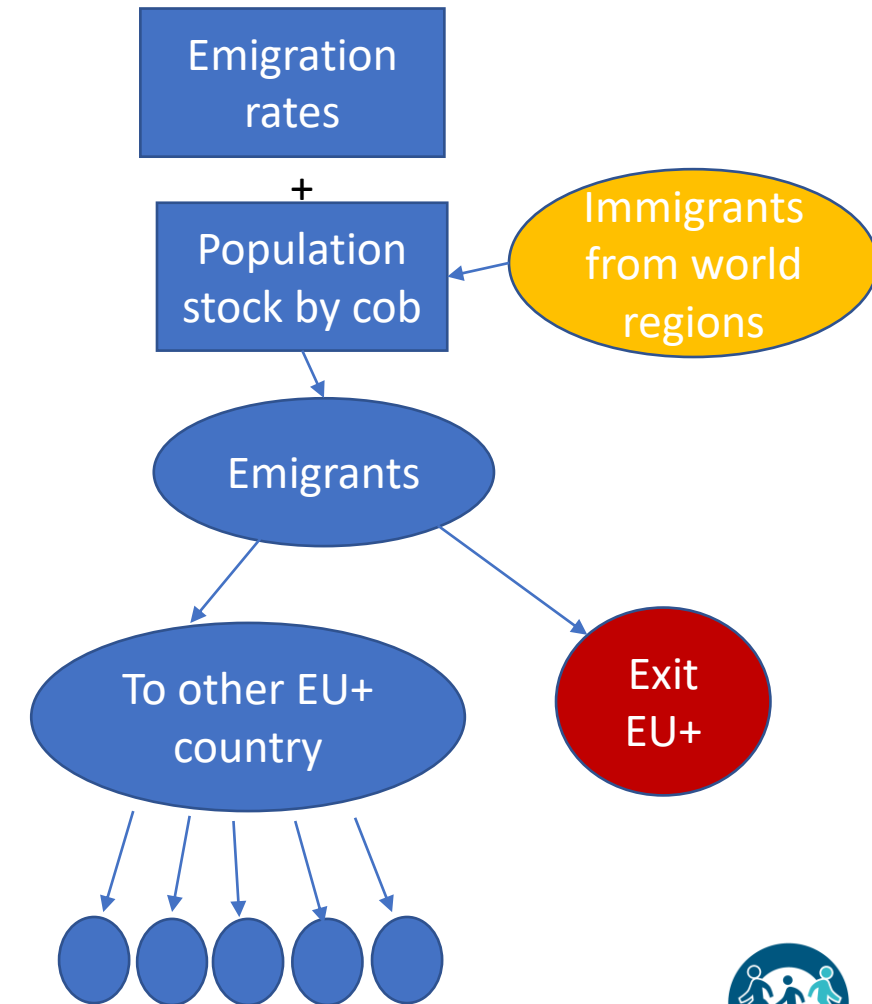 Emigration
rates
+
Population
stock by cob
Immigrants
from world
regions
Emigrants
To other EU+
country
Exit
EU+